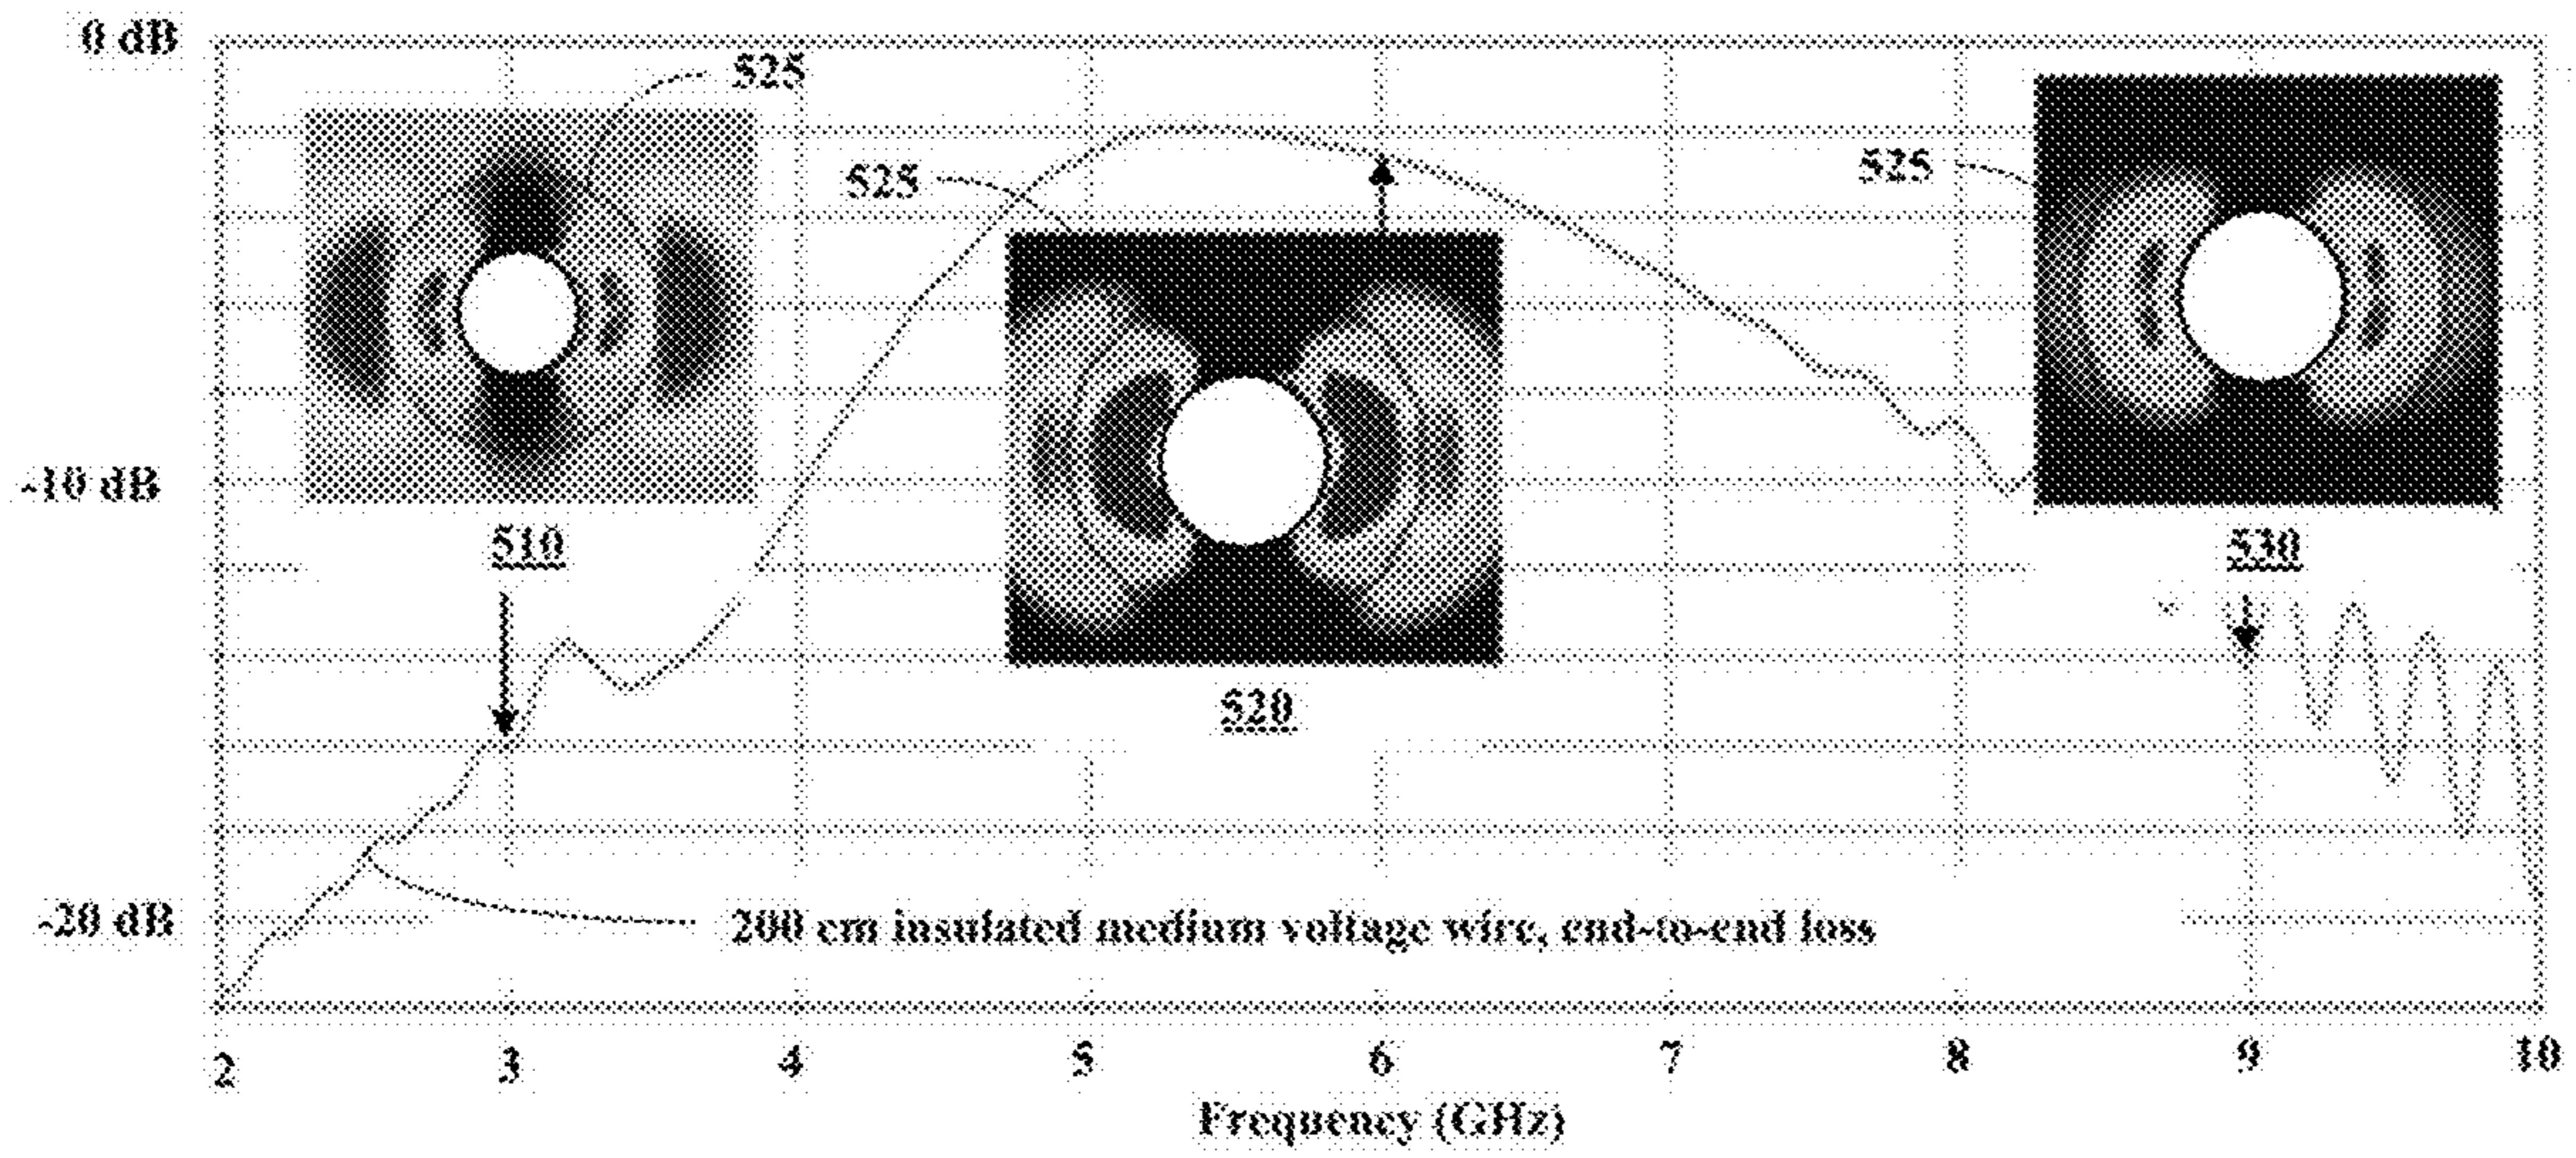 0 dB
525
525
525
-10 dB
510
530
520
-20 dB
200 cm insulated medium voltage wire, end-to-end loss
2 3 4 5 6 7 8 9 10
Frequency (GHz)